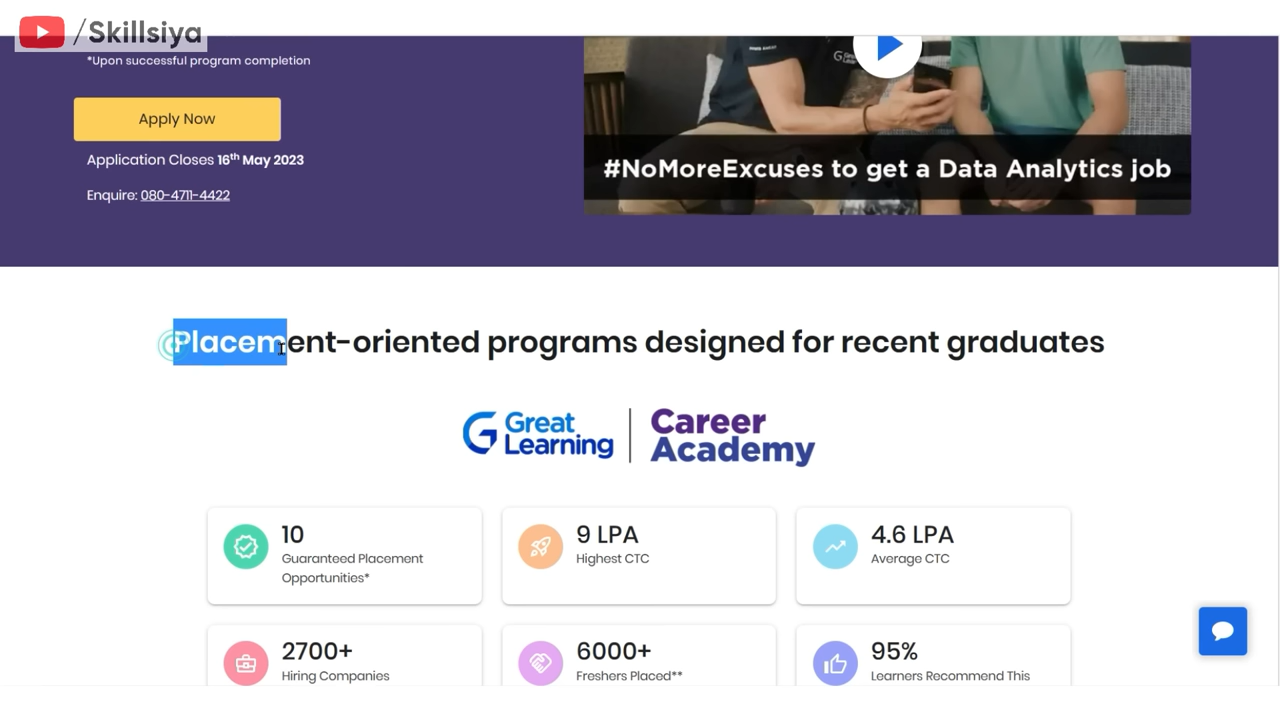 /Skillsiya
*Upon successful program completion
Apply Now
Application Closes 16th May 2023
Enquire: 080-4711-4422
#NoMoreExcuses to get a Data Analytics job
Placement-oriented programs designed for recent graduates
Great Learning
Career Academy
10
Guaranteed Placement
Opportunities*
9 LPA
Highest CTC
4.6 LPA
Average CTC
2700+
Hiring Companies
6000+
Freshers Placed**
95%
Learners Recommend This